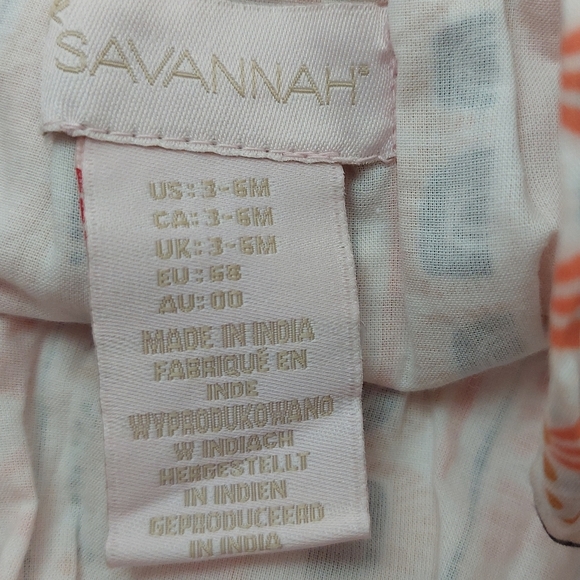 SAVANNAH
US: 3-6M
CA: 3-6M
UK: 3-6M
EU: 68
AU: 00
MADE IN INDIA
FABRIQUÉ EN
INDE
WYPRODUKOWANO
W INDIACH
HERGESTELLT
IN INDIEN
GEPRODUCEERD
IN INDIA